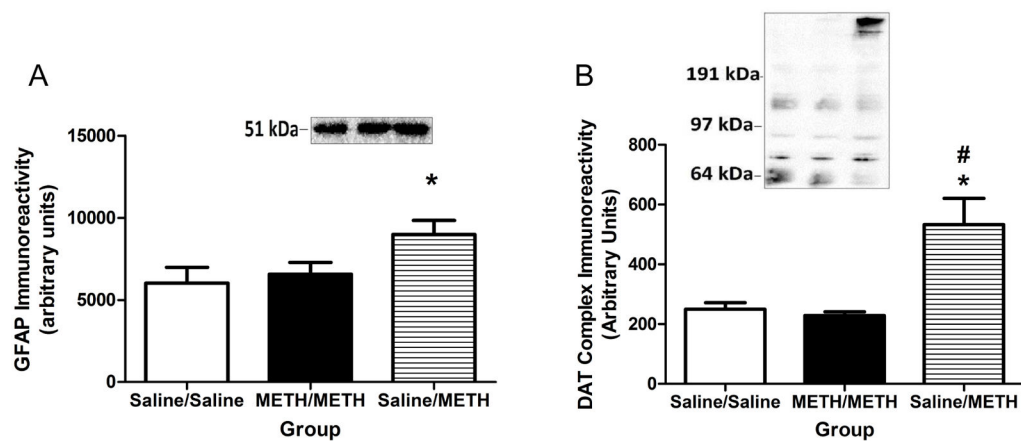 A
51 kDa-
15000
10000
5000
0
*
GFAP Immunoreactivity
(arbitrary units)
Saline/Saline METH/METH Saline/METH
Group
B
191 kDa-
97 kDa-
64 kDa-
800
600
400
200
0
#
*
DAT Complex Immunoreactivity
(Arbitrary Units)
Saline/Saline METH/METH Saline/METH
Group